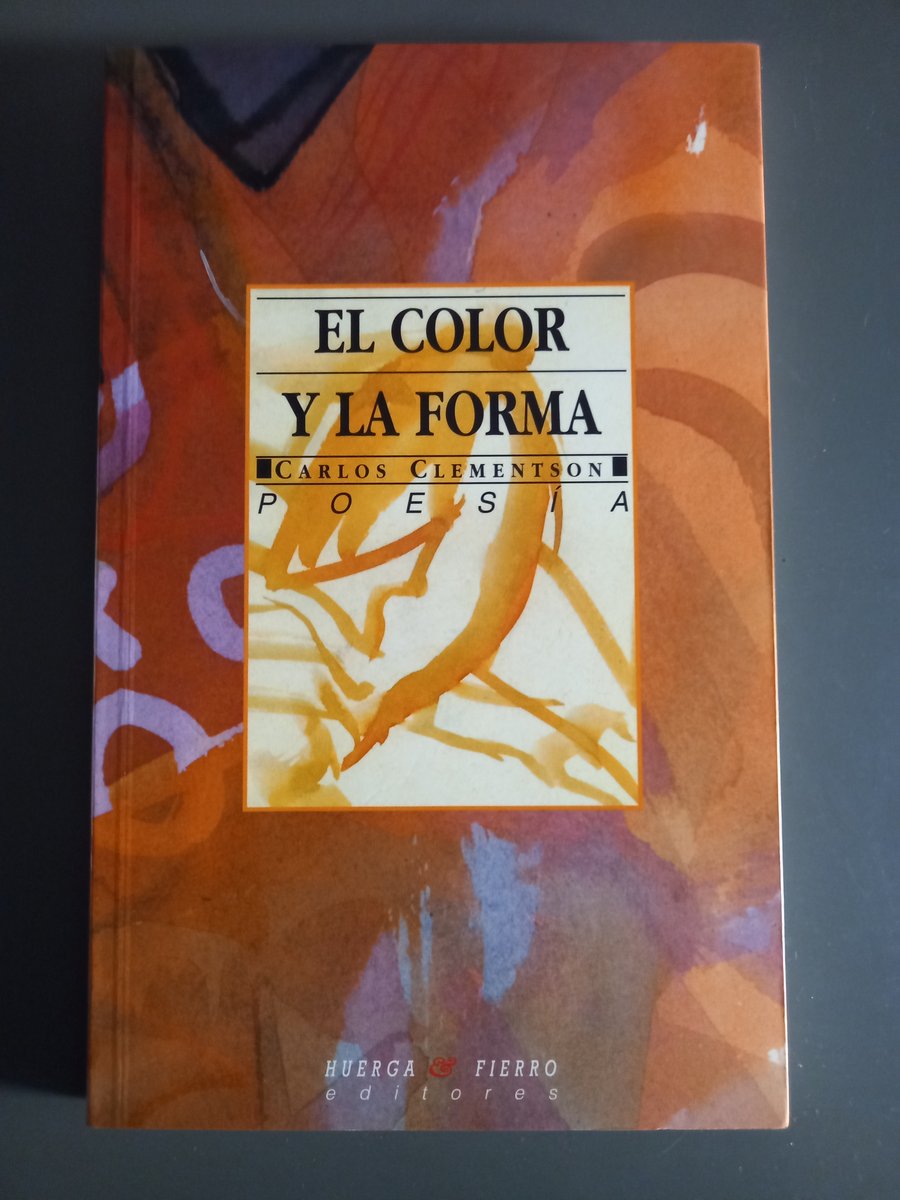 EL COLOR
Y LA FORMA
CARLOS CLEMENTSON
POESÍA
HUERGA & FIERRO
editores